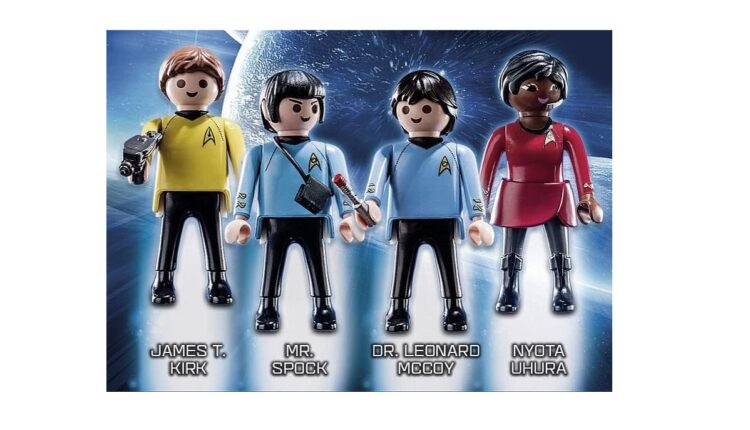 JAMES T.
KIRK
MR.
SPOCK
DR. LEONARD
MCCOY
NYOTA
UHURA